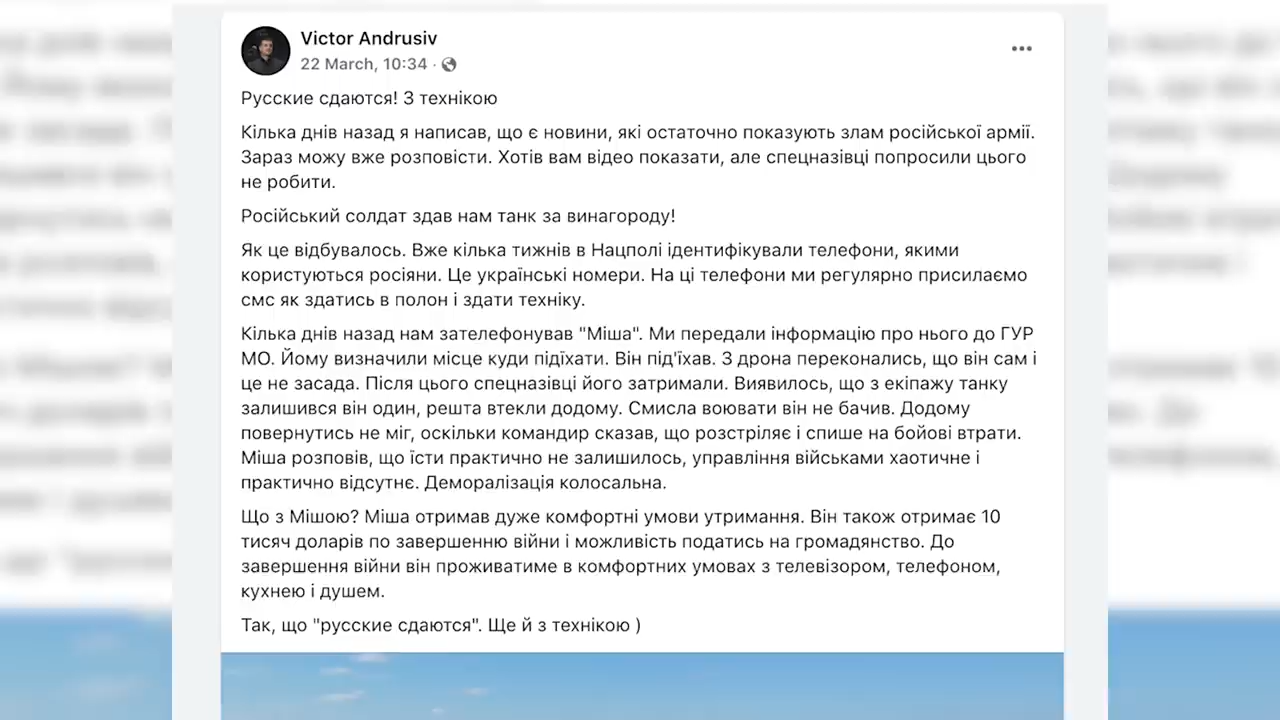 Victor Andrusiv
22 March, 10:34 ·
Русские сдаются! З технікою
Кілька днів назад я написав, що є новини, які остаточно показують злам російської армії.
Зараз можу вже розповісти. Хотів вам відео показати, але спецназівці попросили цього
не робити.
Російський солдат здав нам танк за винагороду!
Як це відбувалось. Вже кілька тижнів в Нацполі ідентифікували телефони, якими
користуються росіяни. Це українські номери. На ці телефони ми регулярно присилаємо
смс як здатись в полон і здати техніку.
Кілька днів назад нам зателефонував "Міша". Ми передали інформацію про нього до ГУР
МО. Йому визначили місце куди підїхати. Він під'їхав. З дрона переконались, що він сам і
це не засада. Після цього спецназівці його затримали. Виявилось, що з екіпажу танку
залишився він один, решта втекли додому. Смисла воювати він не бачив. Додому
повернутись не міг, оскільки командир сказав, що розстріляє і спише на бойові втрати.
Міша розповів, що їсти практично не залишилось, управління військами хаотичне і
практично відсутнє. Деморалізація колосальна.
Що з Мішою? Міша отримав дуже комфортні умови утримання. Він також отримає 10
тисяч доларів по завершенню війни і можливість податись на громадянство. До
завершення війни він проживатиме в комфортних умовах з телевізором, телефоном,
кухнею і душем.
Так, що "русские сдаются". Ще й з технікою )